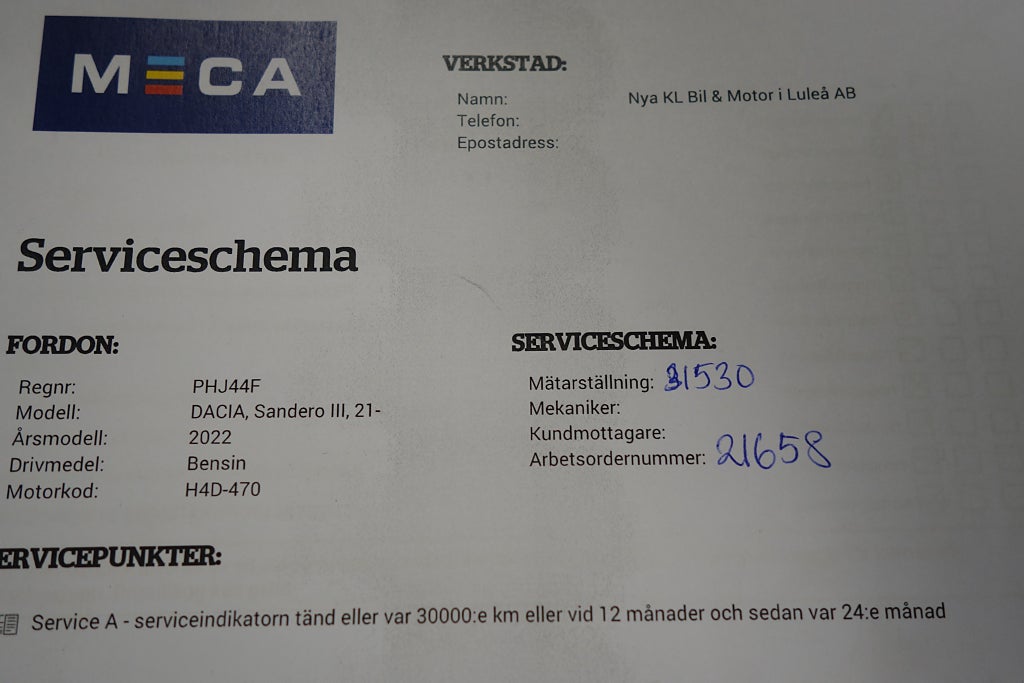 MECA
VERKSTAD:
Namn: Nya KL Bil & Motor i Luleå AB
Telefon:
Epostadress:
Serviceschema
FORDON:
Regnr: PHJ44F
Modell: DACIA, Sandero III, 21-
Årsmodell: 2022
Drivmedel: Bensin
Motorkod: H4D-470
SERVICESCHEMA:
Mätarställning: 31530
Mekaniker:
Kundmottagare:
Arbetsordernummer: 21658
ERVICEPUNKTER:
Service A - serviceindikatorn tänd eller var 30000:e km eller vid 12 månader och sedan var 24:e månad